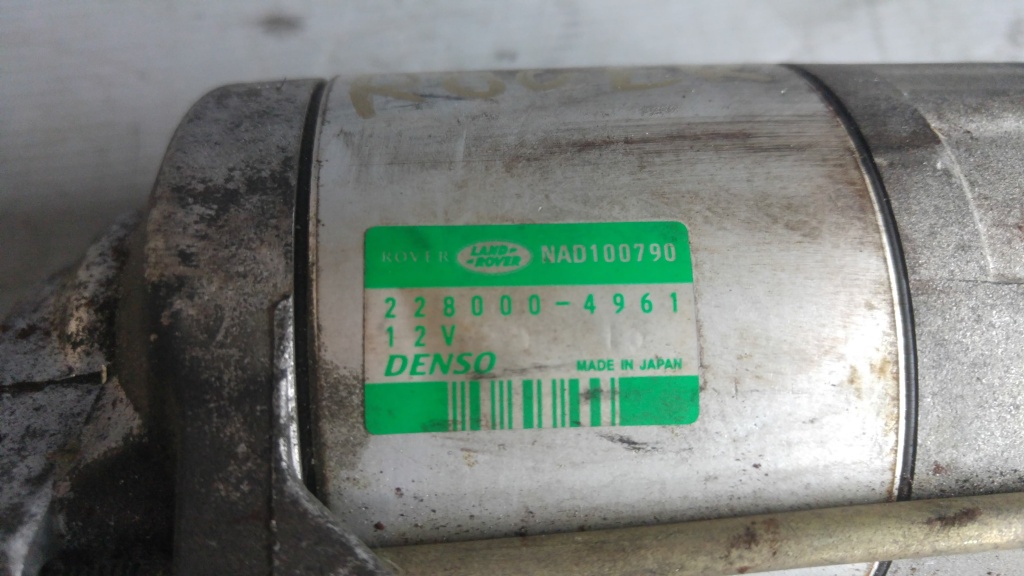 ROVER LAND ROVER NAD100790
228000-4961
12V
DENSO MADE IN JAPAN